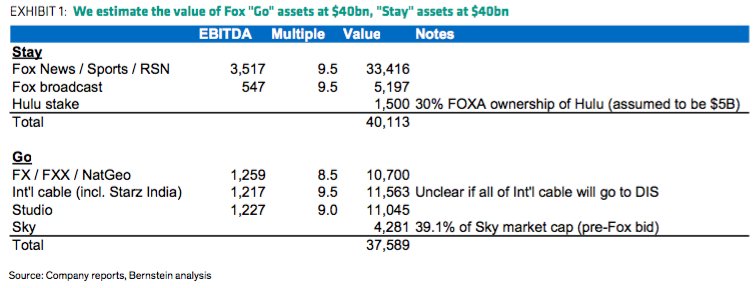 EXHIBIT 1: We estimate the value of Fox "Go" assets at $40bn, "Stay" assets at $40bn
EBITDA Multiple Value Notes
Stay
Fox News / Sports / RSN 3,517 9.5 33,416
Fox broadcast 547 9.5 5,197
Hulu stake 1,500 30% FOXA ownership of Hulu (assumed to be $5B)
Total 40,113
Go
FX / FXX / NatGeo 1,259 8.5 10,700
Int'l cable (incl. Starz India) 1,217 9.5 11,563 Unclear if all of Int'l cable will go to DIS
Studio 1,227 9.0 11,045
Sky 4,281 39.1% of Sky market cap (pre-Fox bid)
Total 37,589
Source: Company reports, Bernstein analysis